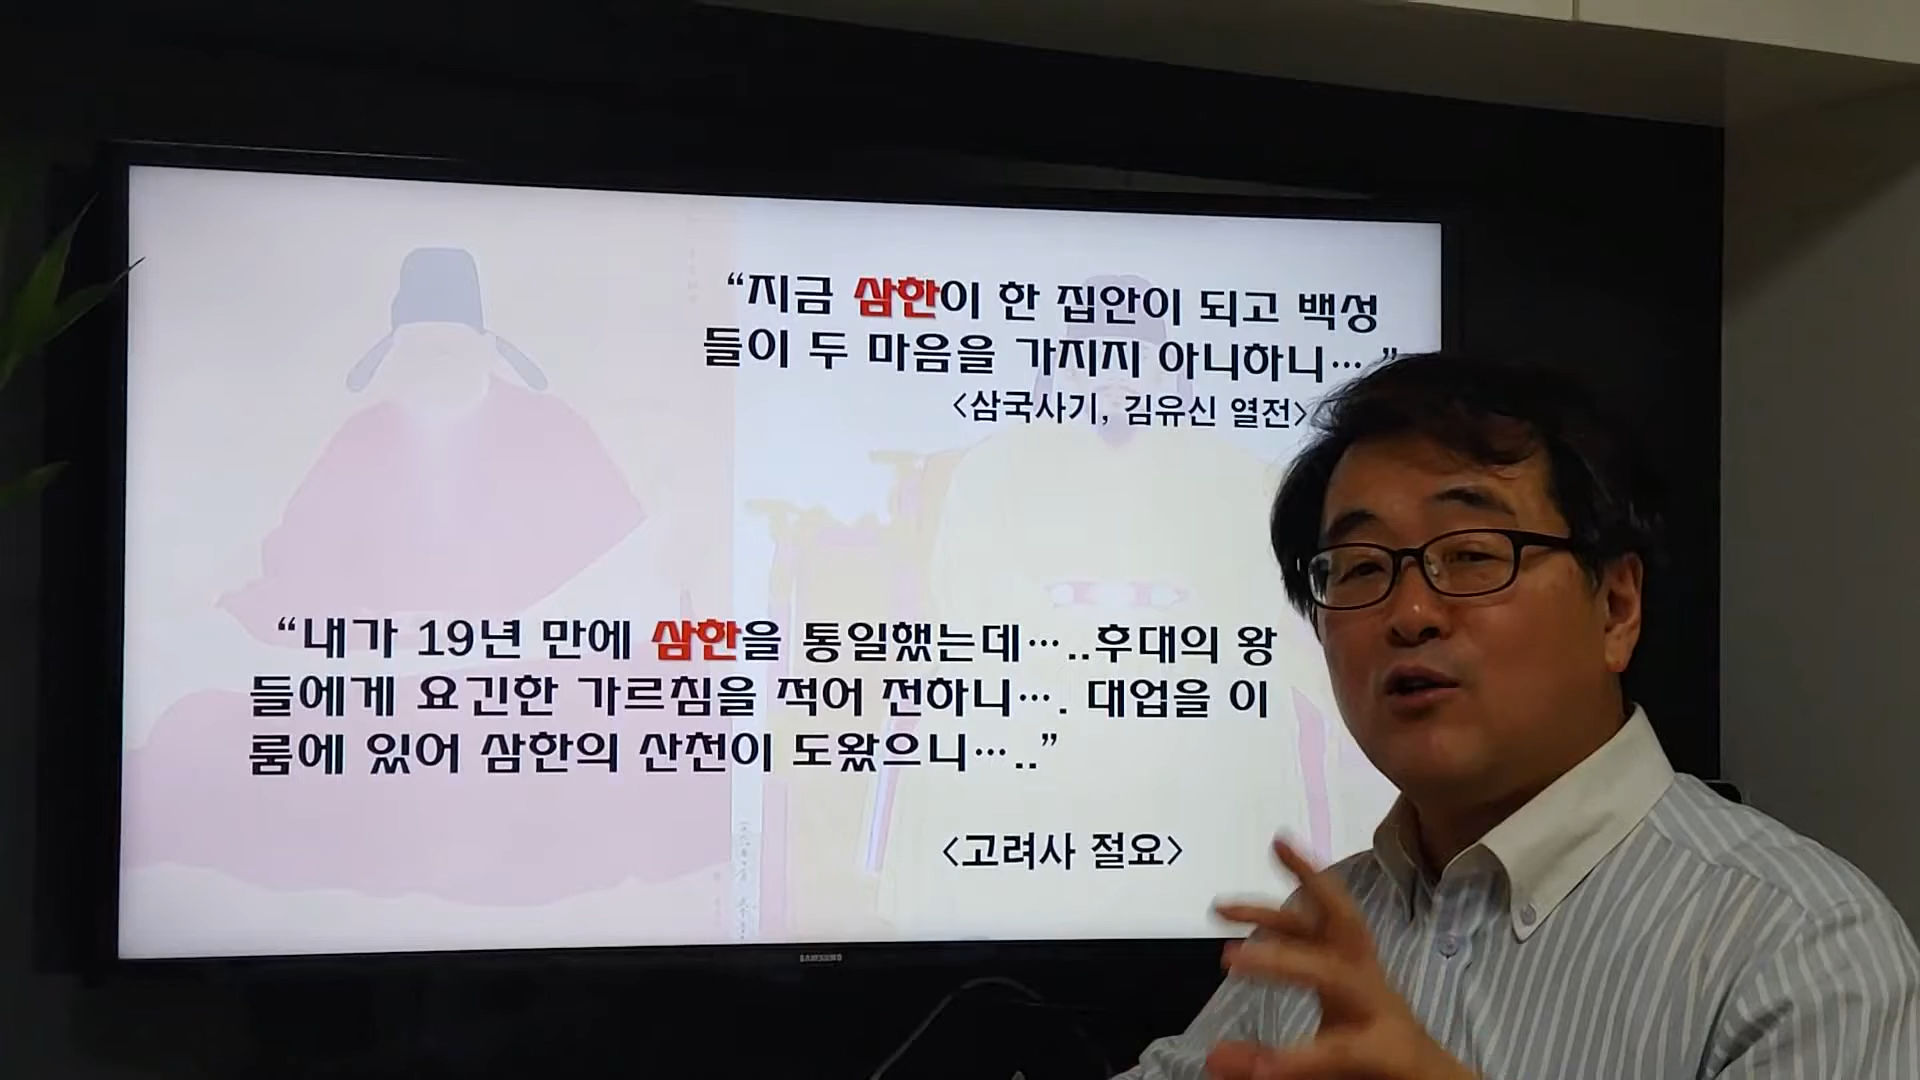 “지금 삼한이 한 집안이 되고 백성
들이 두 마음을 가지지 아니하니….”
<삼국사기, 김유신 열전>
“내가 19년 만에 삼한을 통일했는데…..후대의 왕
들에게 요긴한 가르침을 적어 전하니…. 대업을 이
룸에 있어 삼한의 산천이 도왔으니…..”
<고려사 절요>
SAMSUNG